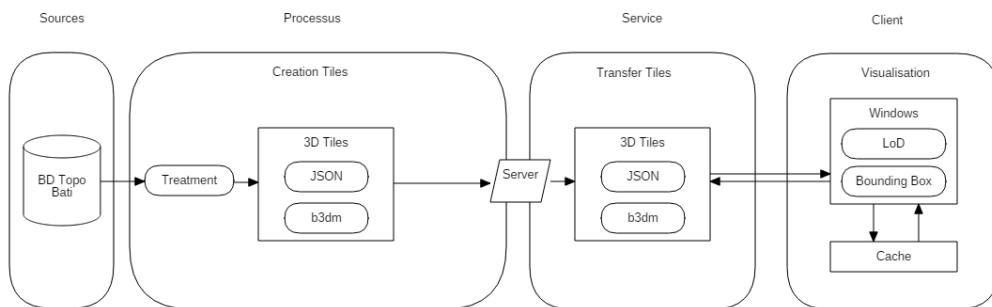 Sources
Processus
Service
Client
Creation Tiles
Transfer Tiles
Visualisation
BD Topo
Bati
Treatment
3D Tiles
JSON
b3dm
Server
3D Tiles
JSON
b3dm
Windows
LoD
Bounding Box
Cache